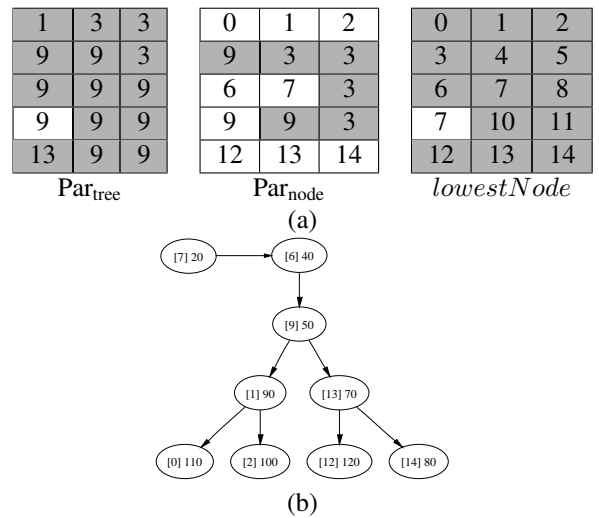 1 3 3 0 1 2 0 1 2
9 9 3 9 3 3 3 4 5
9 9 9 6 7 3 6 7 8
9 9 9 9 9 3 7 10 11
13 9 9 12 13 14 12 13 14
Par_tree Par_node lowestNode
(a)
[7] 20 [6] 40
[9] 50
[1] 90 [13] 70
[0] 110 [2] 100 [12] 120 [14] 80
(b)